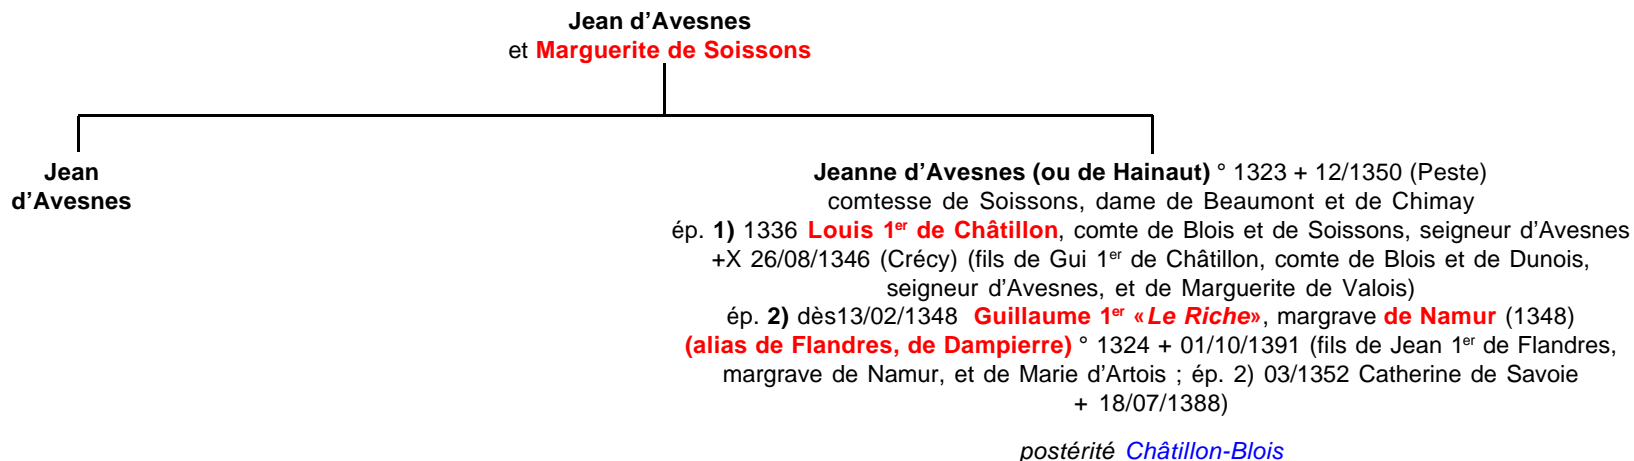 Jean d’Avesnes
et Marguerite de Soissons
Jean
d’Avesnes
Jeanne d’Avesnes (ou de Hainaut) ° 1323 + 12/1350 (Peste)
comtesse de Soissons, dame de Beaumont et de Chimay
ép. 1) 1336 Louis 1er de Châtillon, comte de Blois et de Soissons, seigneur d’Avesnes
+X 26/08/1346 (Crécy) (fils de Gui 1er de Châtillon, comte de Blois et de Dunois,
seigneur d’Avesnes, et de Marguerite de Valois)
ép. 2) dès13/02/1348 Guillaume 1er «Le Riche», margrave de Namur (1348)
(alias de Flandres, de Dampierre) ° 1324 + 01/10/1391 (fils de Jean 1er de Flandres,
margrave de Namur, et de Marie d’Artois ; ép. 2) 03/1352 Catherine de Savoie
+ 18/07/1388)
postérité Châtillon-Blois